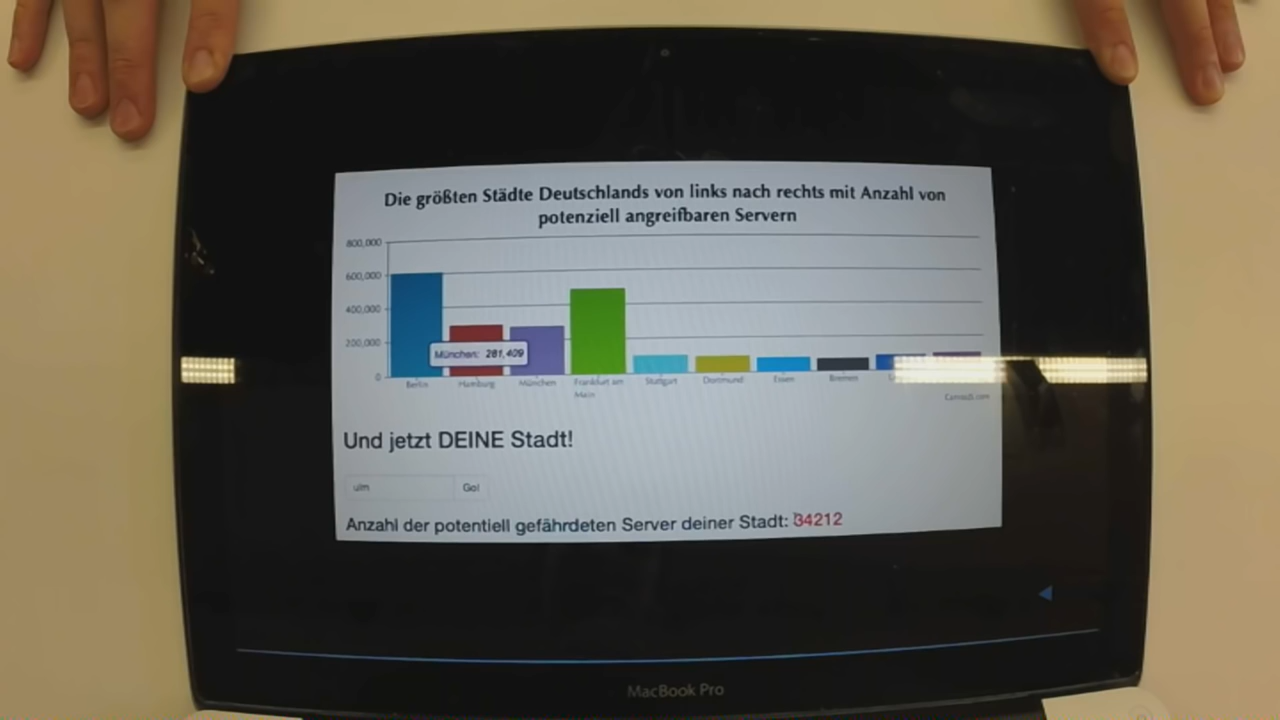 Die größten Städte Deutschlands von links nach rechts mit Anzahl von
potenziell angreifbaren Servern
800,000
600,000
400,000
200,000
0
München: 281,409
Berlin
Hamburg
München
Frankfurt am
Main
Stuttgart
Dortmund
Essen
Bremen
CanvasJS.com
Und jetzt DEINE Stadt!
ulm
Go!
Anzahl der potentiell gefährdeten Server deiner Stadt: 34212
MacBook Pro